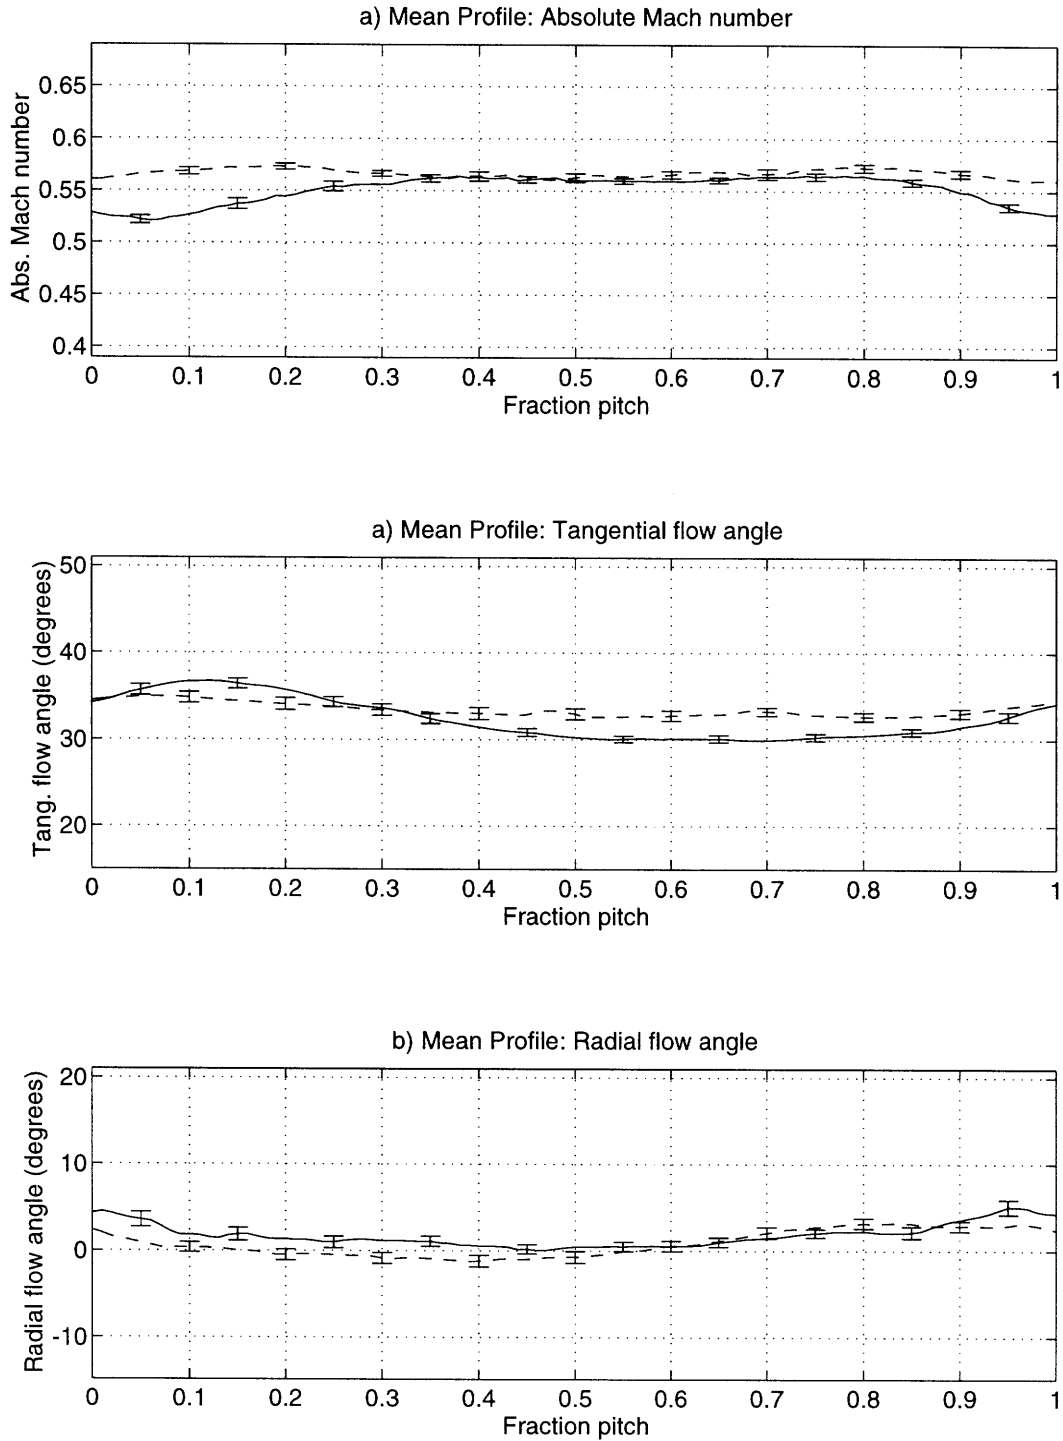 a) Mean Profile: Absolute Mach number
Abs. Mach number
0.65
0.6
0.55
0.5
0.45
0.4
0 0.1 0.2 0.3 0.4 0.5 0.6 0.7 0.8 0.9 1
Fraction pitch
a) Mean Profile: Tangential flow angle
Tang. flow angle (degrees)
50
40
30
20
0 0.1 0.2 0.3 0.4 0.5 0.6 0.7 0.8 0.9 1
Fraction pitch
b) Mean Profile: Radial flow angle
Radial flow angle (degrees)
20
10
0
-10
0 0.1 0.2 0.3 0.4 0.5 0.6 0.7 0.8 0.9 1
Fraction pitch